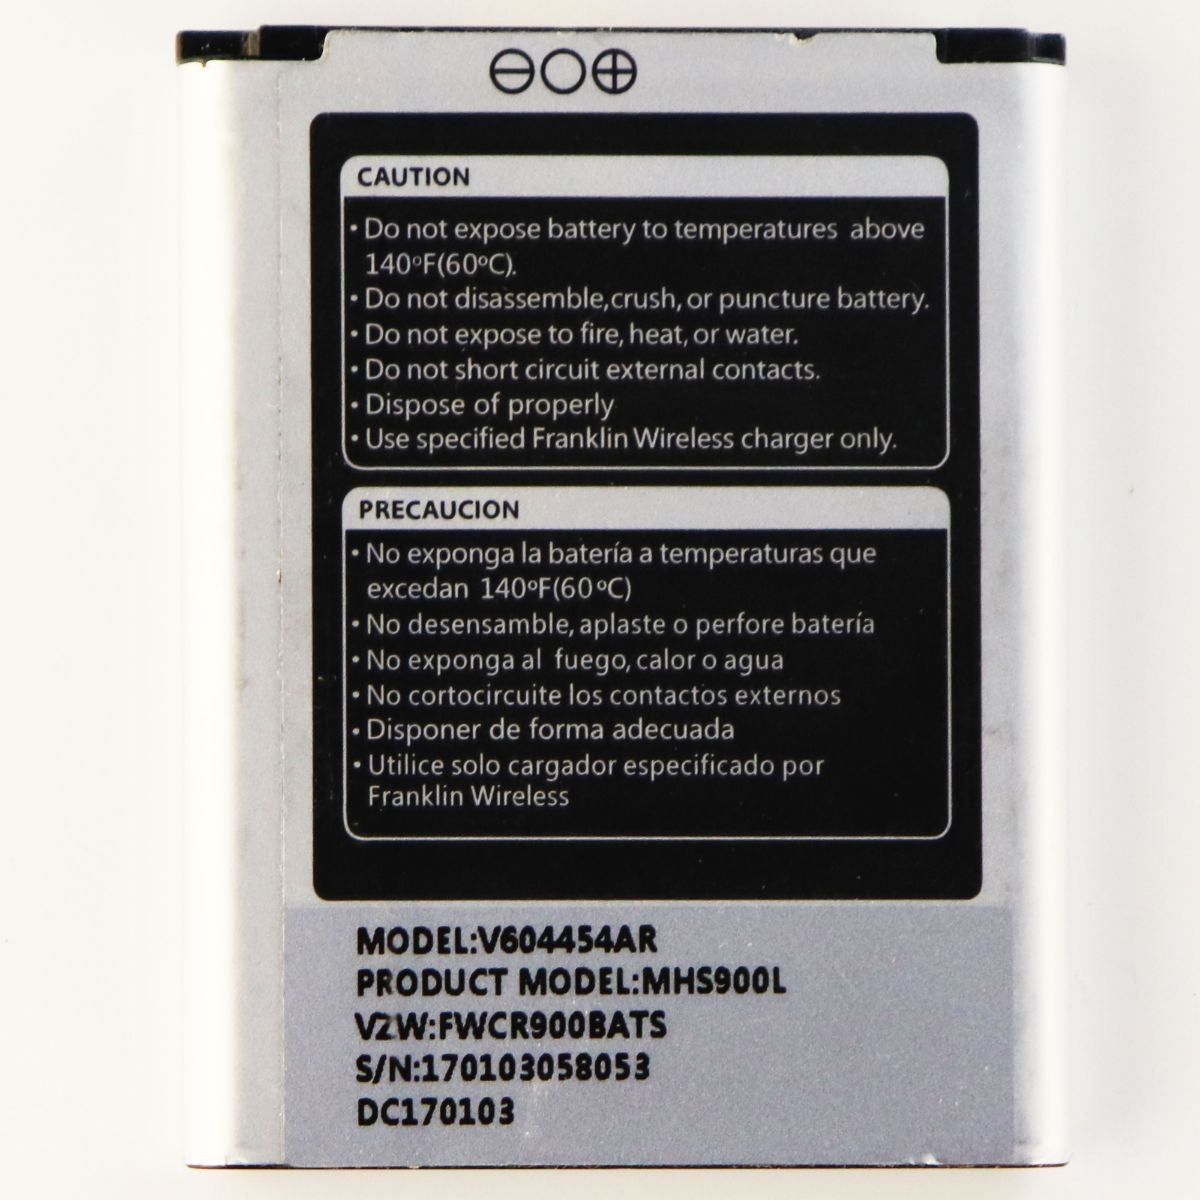 CAUTION
• Do not expose battery to temperatures above
140ºF(60ºC).
• Do not disassemble,crush, or puncture battery.
• Do not expose to fire, heat, or water.
• Do not short circuit external contacts.
• Dispose of properly
• Use specified Franklin Wireless charger only.
PRECAUCION
• No exponga la batería a temperaturas que
excedan 140ºF(60ºC)
• No desensamble, aplaste o perfore batería
• No exponga al fuego, calor o agua
• No cortocircuite los contactos externos
• Disponer de forma adecuada
• Utilice solo cargador especificado por
Franklin Wireless
MODEL:V604454AR
PRODUCT MODEL:MHS900L
VZW:FWCR900BATS
S/N:170103058053
DC170103